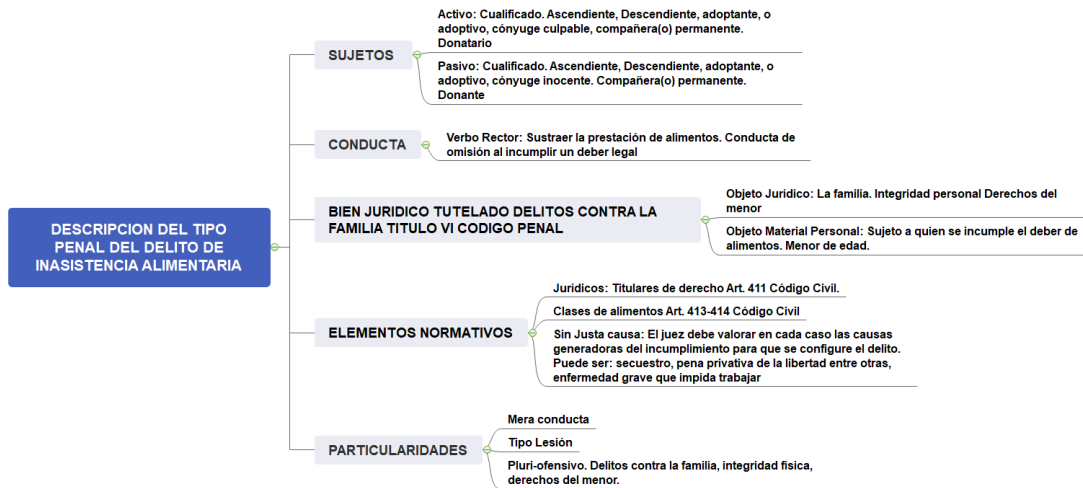 DESCRIPCION DEL TIPO
PENAL DEL DELITO DE
INASISTENCIA ALIMENTARIA
SUJETOS
Activo: Cualificado. Ascendiente, Descendiente, adoptante, o
adoptivo, cónyuge culpable, compañera(o) permanente.
Donatario
Pasivo: Cualificado. Ascendiente, Descendiente, adoptante, o
adoptivo, cónyuge inocente. Compañera(o) permanente.
Donante
CONDUCTA
Verbo Rector: Sustraer la prestación de alimentos. Conducta de
omisión al incumplir un deber legal
BIEN JURIDICO TUTELADO DELITOS CONTRA LA
FAMILIA TITULO VI CODIGO PENAL
Objeto Jurídico: La familia. Integridad personal Derechos del
menor
Objeto Material Personal: Sujeto a quien se incumple el deber de
alimentos. Menor de edad.
ELEMENTOS NORMATIVOS
Jurídicos: Titulares de derecho Art. 411 Código Civil.
Clases de alimentos Art. 413-414 Código Civil
Sin Justa causa: El juez debe valorar en cada caso las causas
generadoras del incumplimiento para que se configure el delito.
Puede ser: secuestro, pena privativa de la libertad entre otras,
enfermedad grave que impida trabajar
PARTICULARIDADES
Mera conducta
Tipo Lesión
Pluri-ofensivo. Delitos contra la familia, integridad física,
derechos del menor.